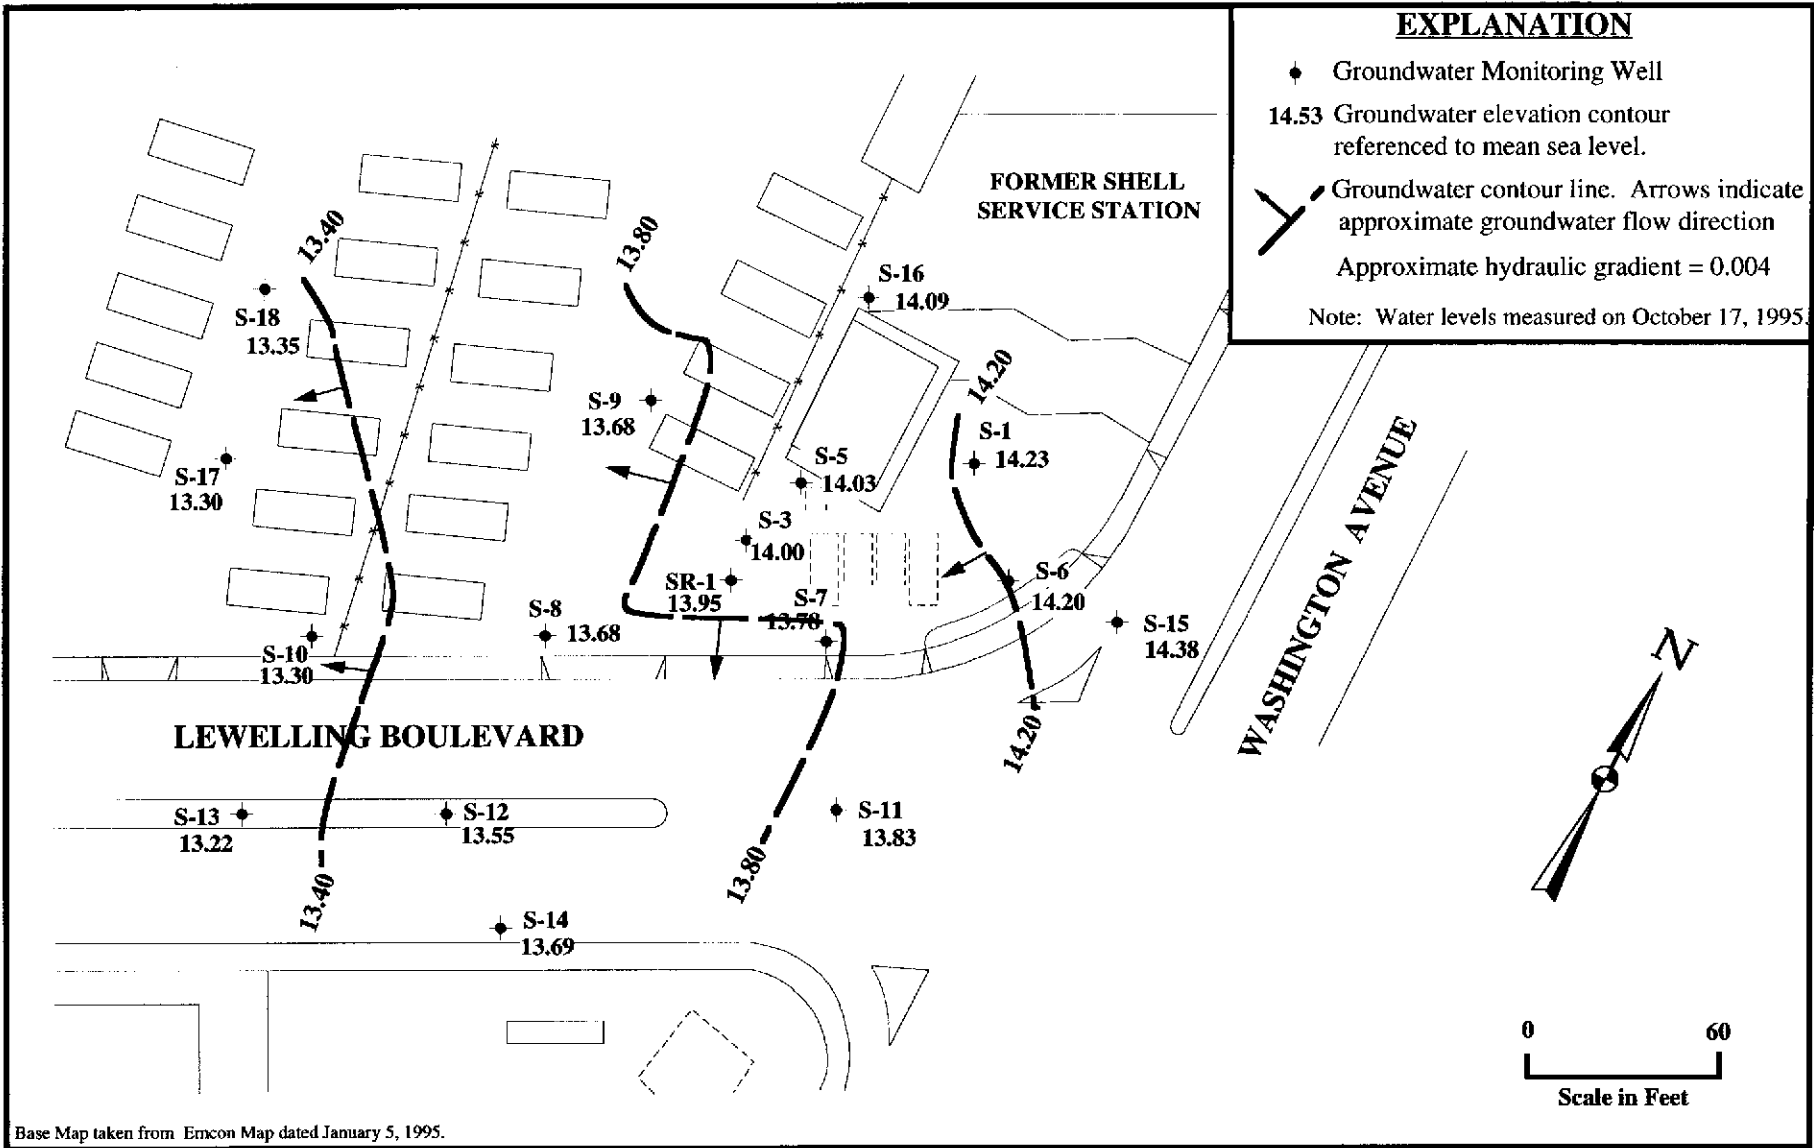 EXPLANATION
Groundwater Monitoring Well
14.53 Groundwater elevation contour
referenced to mean sea level.
Groundwater contour line. Arrows indicate
approximate groundwater flow direction
Approximate hydraulic gradient = 0.004
Note: Water levels measured on October 17, 1995.
FORMER SHELL
SERVICE STATION
13.40
13.80
S-16
14.09
S-18
13.35
14.20
S-9
13.68
S-1
14.23
S-5
14.03
S-17
13.30
S-3
14.00
SR-1
13.95
S-7
13.78
S-6
14.20
S-8
13.68
S-15
14.38
S-10
13.30
WASHINGTON AVENUE
N
LEWELLING BOULEVARD
14.20
S-13
13.22
S-12
13.55
S-11
13.83
13.40
13.80
S-14
13.69
0 60
Scale in Feet
Base Map taken from Emcon Map dated January 5, 1995.